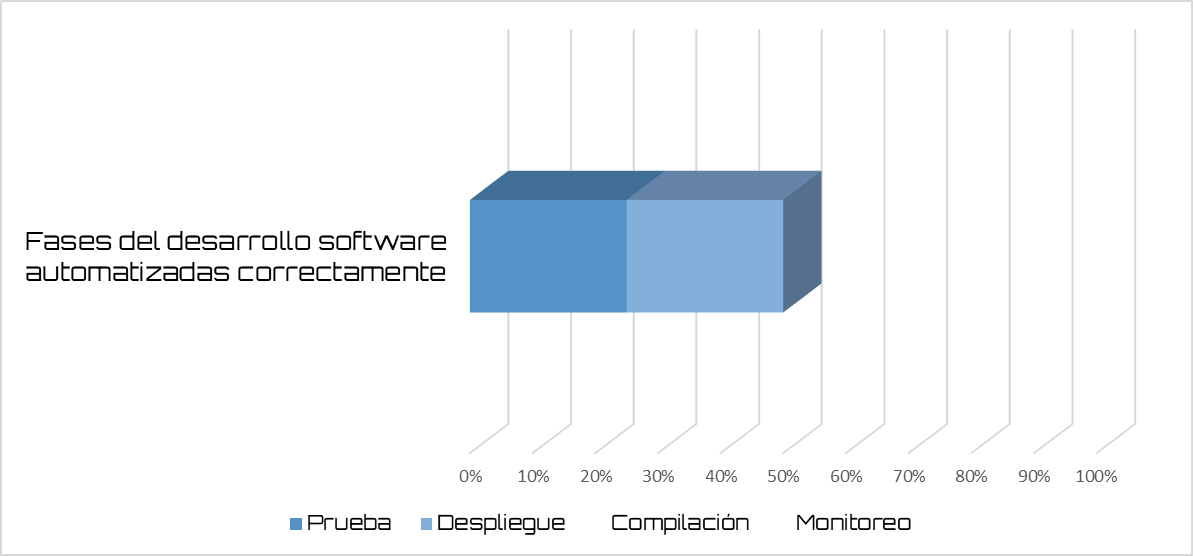 Fases del desarrollo software
automatizadas correctamente
0% 10% 20% 30% 40% 50% 60% 70% 80% 90% 100%
Prueba Despliegue Compilación Monitoreo